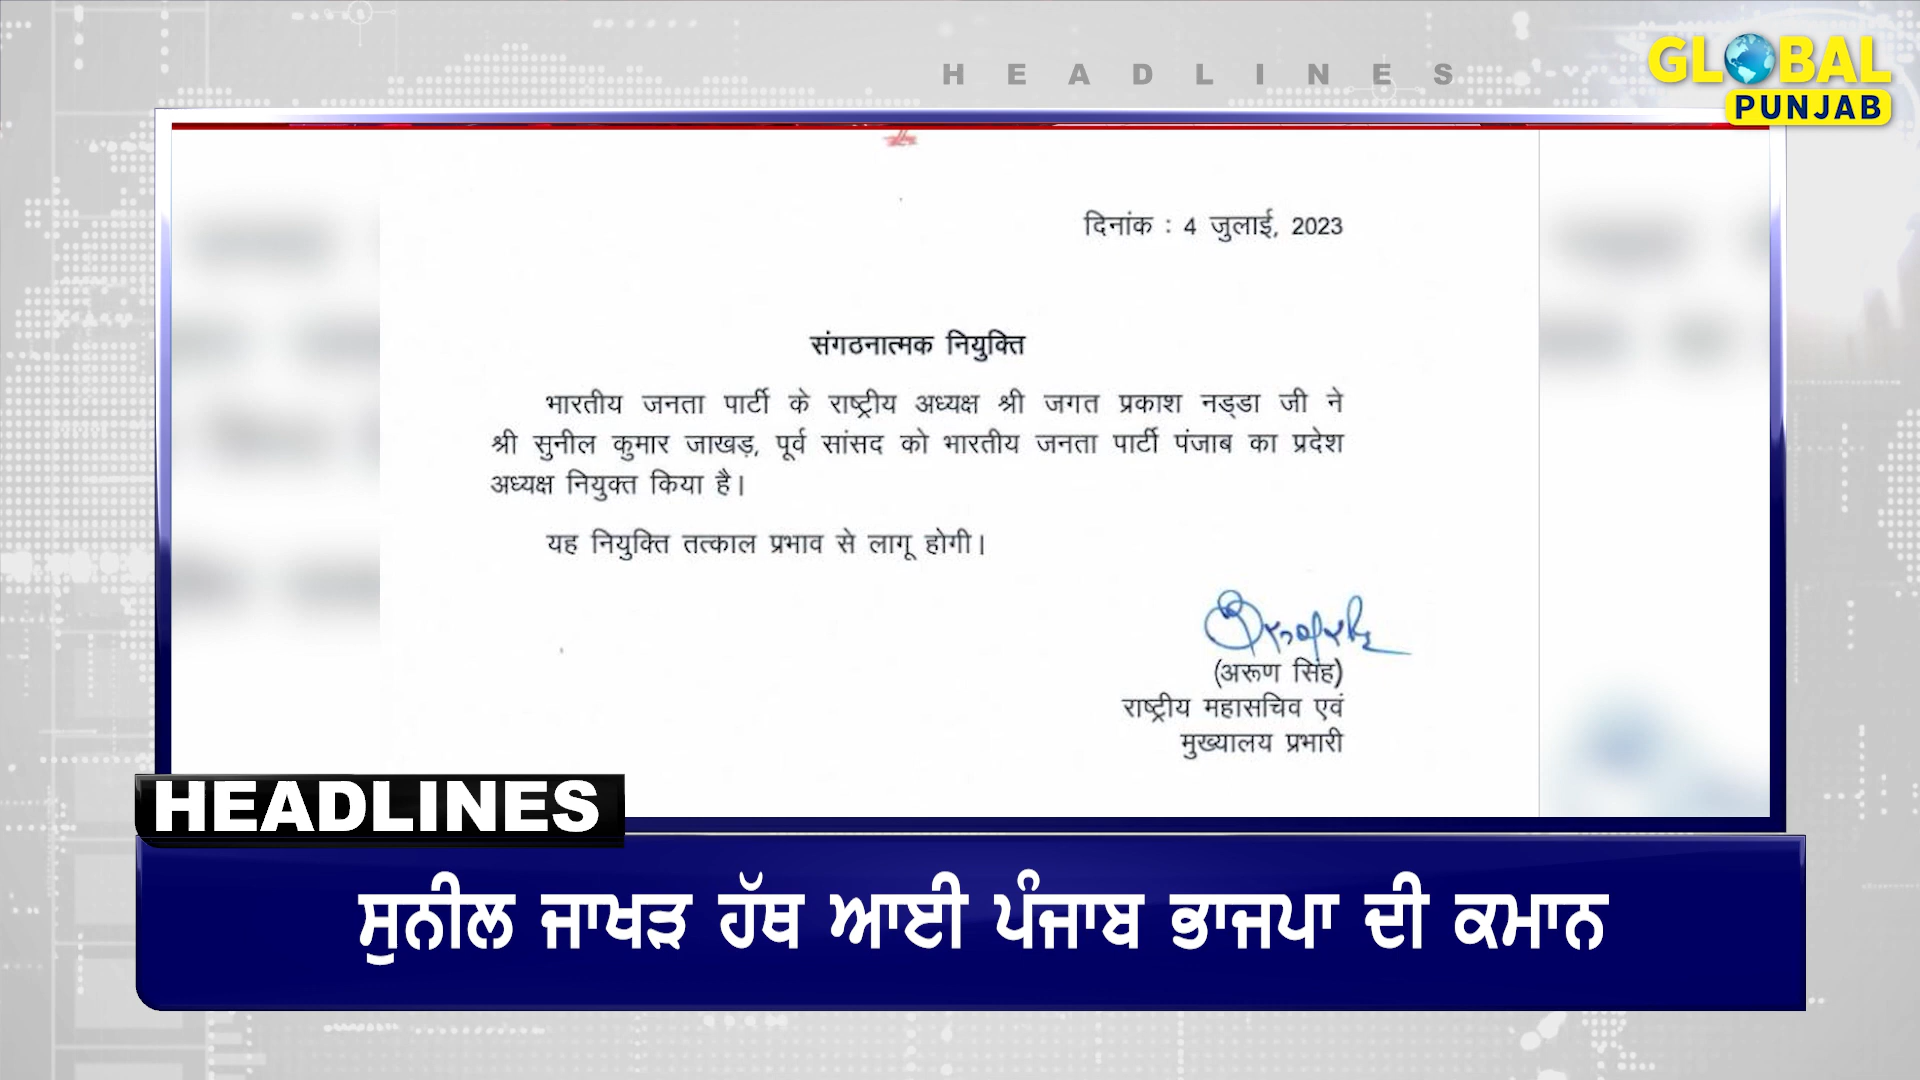 HEADLINES
GLOBAL
PUNJAB
दिनांक : 4 जुलाई, 2023
संगठनात्मक नियुक्ति
भारतीय जनता पार्टी के राष्ट्रीय अध्यक्ष श्री जगत प्रकाश नड्डा जी ने
श्री सुनील कुमार जाखड़, पूर्व सांसद को भारतीय जनता पार्टी पंजाब का प्रदेश
अध्यक्ष नियुक्त किया है।
यह नियुक्ति तत्काल प्रभाव से लागू होगी।
(अरूण सिंह)
राष्ट्रीय महासचिव एवं
मुख्यालय प्रभारी
HEADLINES
ਸੁਨੀਲ ਜਾਖੜ ਹੱਥ ਆਈ ਪੰਜਾਬ ਭਾਜਪਾ ਦੀ ਕਮਾਨ